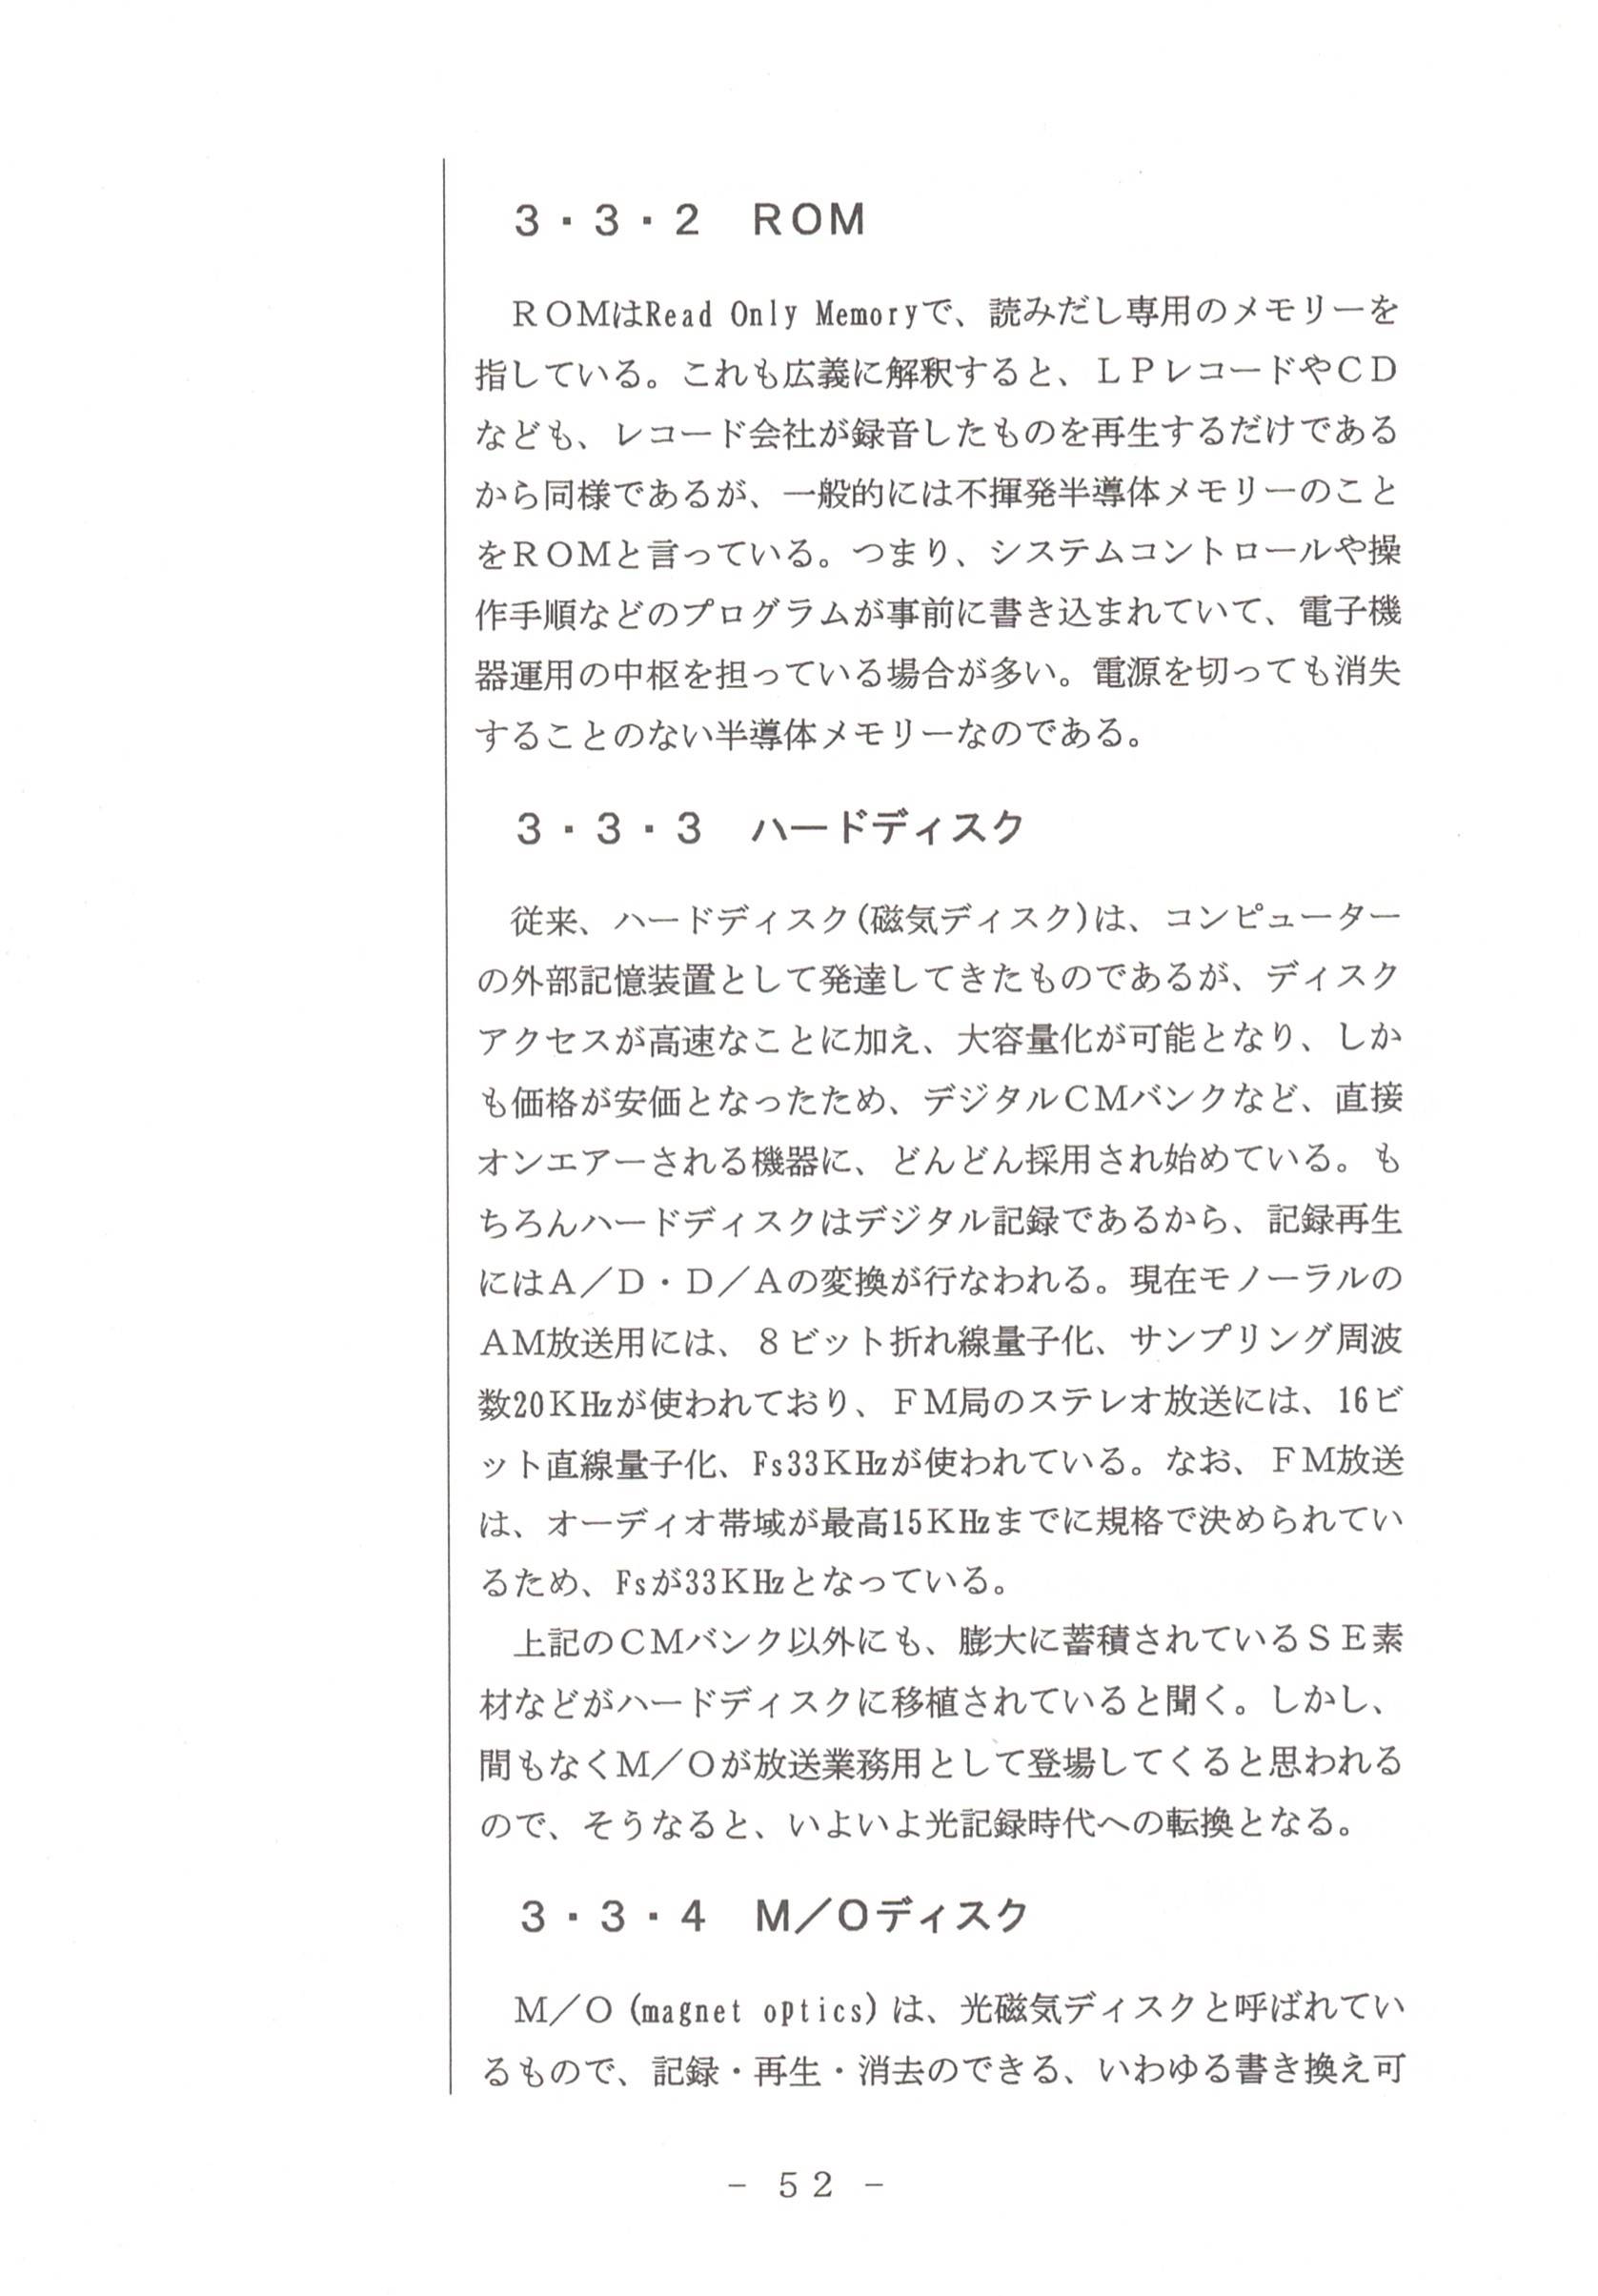 ３・３・２　ＲＯＭ
ＲＯＭはRead Only Memoryで、読みだし専用のメモリーを
指している。これも広義に解釈すると、ＬＰレコードやＣＤ
なども、レコード会社が録音したものを再生するだけである
から同様であるが、一般的には不揮発半導体メモリーのこと
をＲＯＭと言っている。つまり、システムコントロールや操
作手順などのプログラムが事前に書き込まれていて、電子機
器運用の中枢を担っている場合が多い。電源を切っても消失
することのない半導体メモリーなのである。
３・３・３　ハードディスク
従来、ハードディスク(磁気ディスク)は、コンピューター
の外部記憶装置として発達してきたものであるが、ディスク
アクセスが高速なことに加え、大容量化が可能となり、しか
も価格が安価となったため、デジタルＣＭバンクなど、直接
オンエアーされる機器に、どんどん採用され始めている。も
ちろんハードディスクはデジタル記録であるから、記録再生
にはＡ／Ｄ・Ｄ／Ａの変換が行なわれる。現在モノーラルの
ＡＭ放送用には、８ビット折れ線量子化、サンプリング周波
数20ＫHzが使われており、ＦＭ局のステレオ放送には、16ビ
ット直線量子化、Fs33ＫHzが使われている。なお、ＦＭ放送
は、オーディオ帯域が最高15ＫHzまでに規格で決められてい
るため、Fsが33ＫHzとなっている。
上記のＣＭバンク以外にも、膨大に蓄積されているＳＥ素
材などがハードディスクに移植されていると聞く。しかし、
間もなくＭ／Ｏが放送業務用として登場してくると思われる
ので、そうなると、いよいよ光記録時代への転換となる。
３・３・４　Ｍ／Ｏディスク
Ｍ／Ｏ (magnet optics) は、光磁気ディスクと呼ばれてい
るもので、記録・再生・消去のできる、いわゆる書き換え可
－ ５２ －